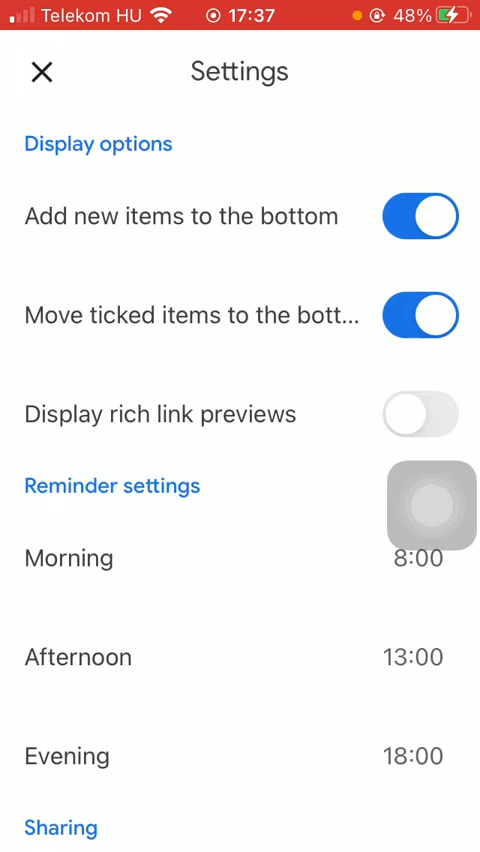 Telekom HU 17:37 48%
Settings
Display options
Add new items to the bottom
Move ticked items to the bott...
Display rich link previews
Reminder settings
Morning 8:00
Afternoon 13:00
Evening 18:00
Sharing